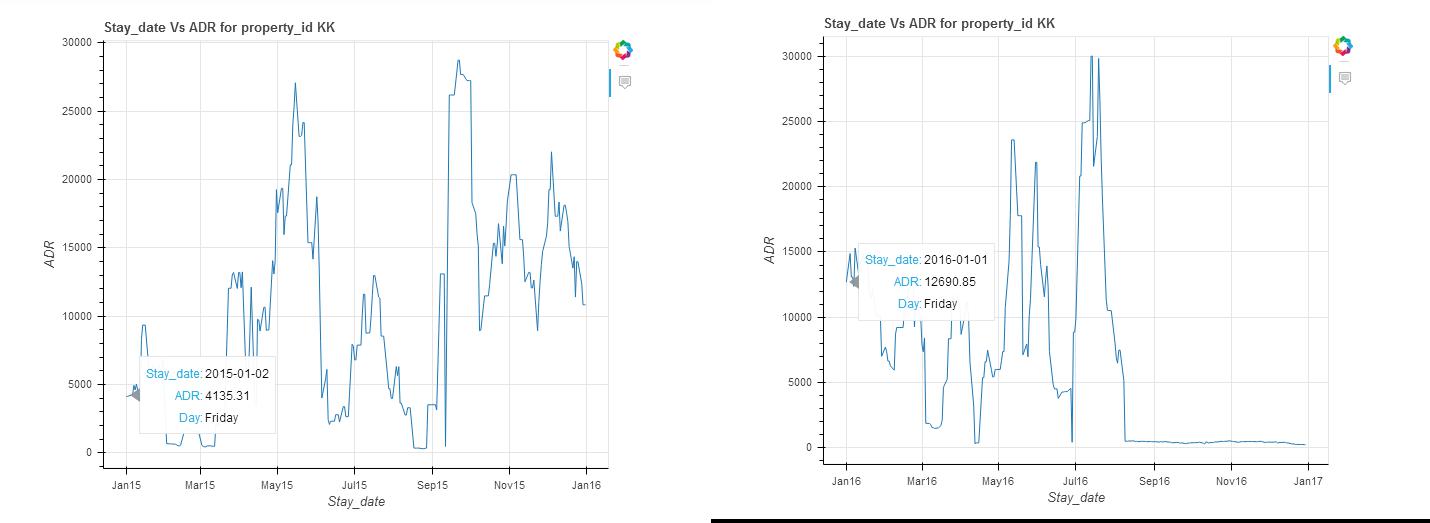 Stay_date Vs ADR for property_id KK
30000
25000
20000
15000
10000
5000
0
ADR
Stay_date: 2015-01-02
ADR: 4135.31
Day: Friday
Jan15 Mar15 May15 Jul15 Sep15 Nov15 Jan16
Stay_date
Stay_date Vs ADR for property_id KK
30000
25000
20000
15000
10000
5000
0
ADR
Stay_date: 2016-01-01
ADR: 12690.85
Day: Friday
Jan16 Mar16 May16 Jul16 Sep16 Nov16 Jan17
Stay_date